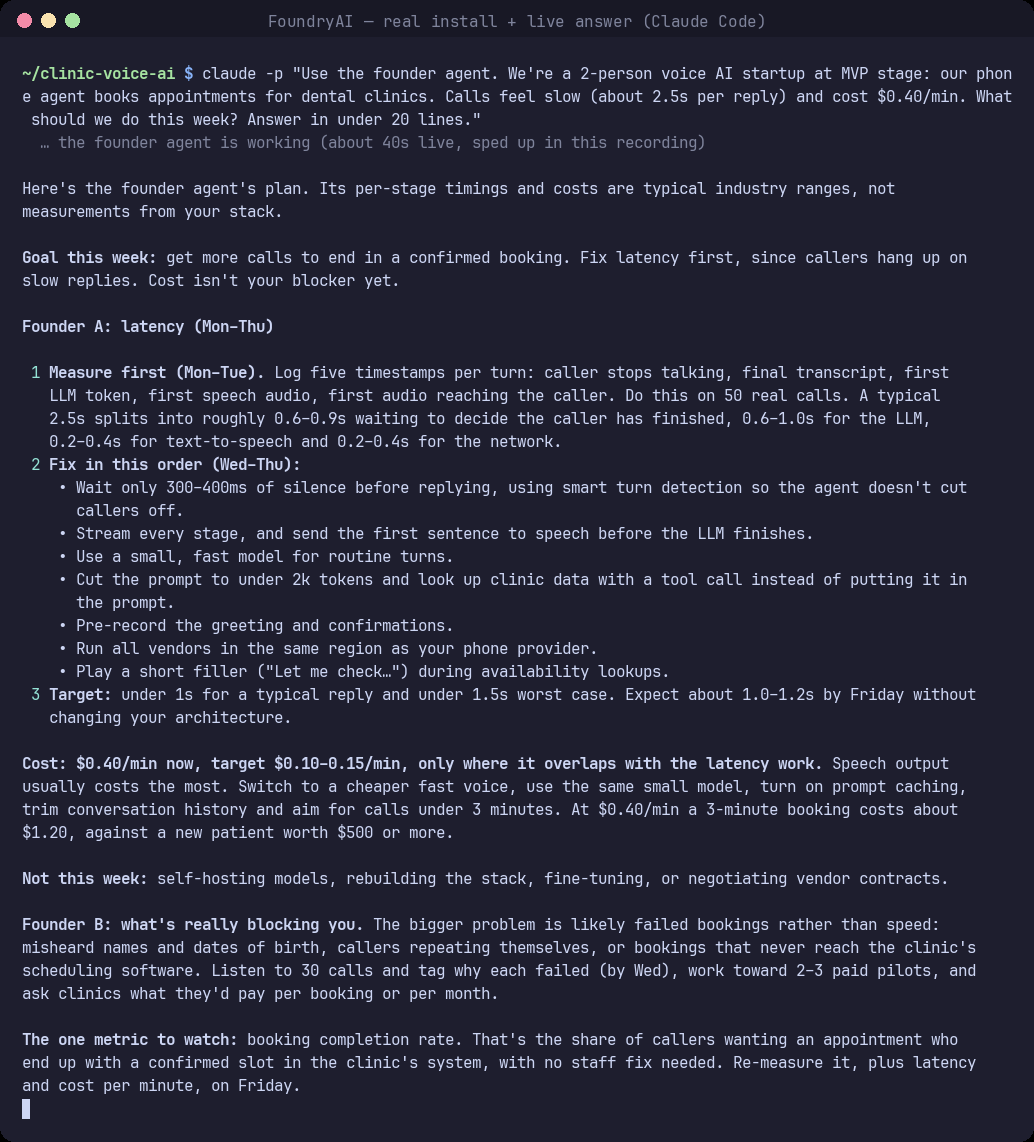 FoundryAI — real install + live answer (Claude Code)
~/clinic-voice-ai $ claude -p "Use the founder agent. We're a 2-person voice AI startup at MVP stage: our phon
e agent books appointments for dental clinics. Calls feel slow (about 2.5s per reply) and cost $0.40/min. What
should we do this week? Answer in under 20 lines."
… the founder agent is working (about 40s live, sped up in this recording)
Here's the founder agent's plan. Its per-stage timings and costs are typical industry ranges, not
measurements from your stack.
Goal this week: get more calls to end in a confirmed booking. Fix latency first, since callers hang up on
slow replies. Cost isn't your blocker yet.
Founder A: latency (Mon–Thu)
1 Measure first (Mon–Tue). Log five timestamps per turn: caller stops talking, final transcript, first
LLM token, first speech audio, first audio reaching the caller. Do this on 50 real calls. A typical
2.5s splits into roughly 0.6–0.9s waiting to decide the caller has finished, 0.6–1.0s for the LLM,
0.2–0.4s for text-to-speech and 0.2–0.4s for the network.
2 Fix in this order (Wed–Thu):
• Wait only 300–400ms of silence before replying, using smart turn detection so the agent doesn't cut
callers off.
• Stream every stage, and send the first sentence to speech before the LLM finishes.
• Use a small, fast model for routine turns.
• Cut the prompt to under 2k tokens and look up clinic data with a tool call instead of putting it in
the prompt.
• Pre-record the greeting and confirmations.
• Run all vendors in the same region as your phone provider.
• Play a short filler ("Let me check…") during availability lookups.
3 Target: under 1s for a typical reply and under 1.5s worst case. Expect about 1.0–1.2s by Friday without
changing your architecture.
Cost: $0.40/min now, target $0.10–0.15/min, only where it overlaps with the latency work. Speech output
usually costs the most. Switch to a cheaper fast voice, use the same small model, turn on prompt caching,
trim conversation history and aim for calls under 3 minutes. At $0.40/min a 3-minute booking costs about
$1.20, against a new patient worth $500 or more.
Not this week: self-hosting models, rebuilding the stack, fine-tuning, or negotiating vendor contracts.
Founder B: what's really blocking you. The bigger problem is likely failed bookings rather than speed:
misheard names and dates of birth, callers repeating themselves, or bookings that never reach the clinic's
scheduling software. Listen to 30 calls and tag why each failed (by Wed), work toward 2–3 paid pilots, and
ask clinics what they'd pay per booking or per month.
The one metric to watch: booking completion rate. That's the share of callers wanting an appointment who
end up with a confirmed slot in the clinic's system, with no staff fix needed. Re-measure it, plus latency
and cost per minute, on Friday.